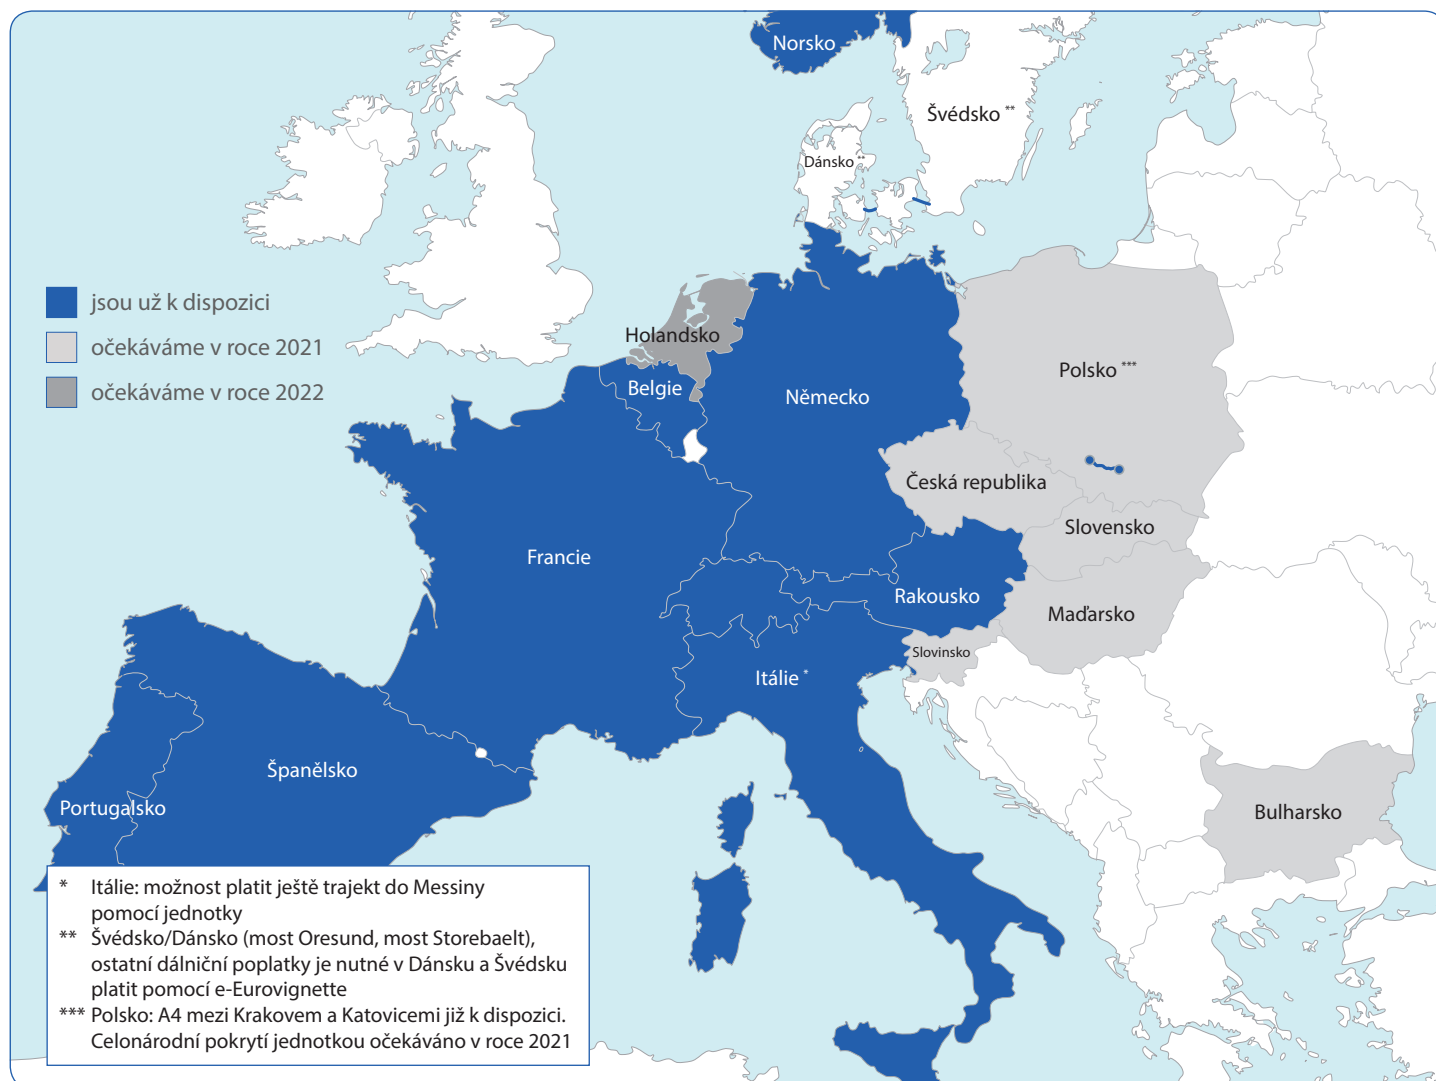 Norsko
Švédsko **
Dánsko **
jsou už k dispozici
očekáváme v roce 2021
očekáváme v roce 2022
Holandsko
Belgie
Německo
Polsko ***
Česká republika
Slovensko
Francie
Rakousko
Maďarsko
Slovinsko
Itálie *
Španělsko
Portugalsko
Bulharsko
* Itálie: možnost platit ještě trajekt do Messiny
pomocí jednotky
** Švédsko/Dánsko (most Oresund, most Storebaelt),
ostatní dálniční poplatky je nutné v Dánsku a Švédsku
platit pomocí e-Eurovignette
*** Polsko: A4 mezi Krakovem a Katovicemi již k dispozici.
Celonárodní pokrytí jednotkou očekáváno v roce 2021